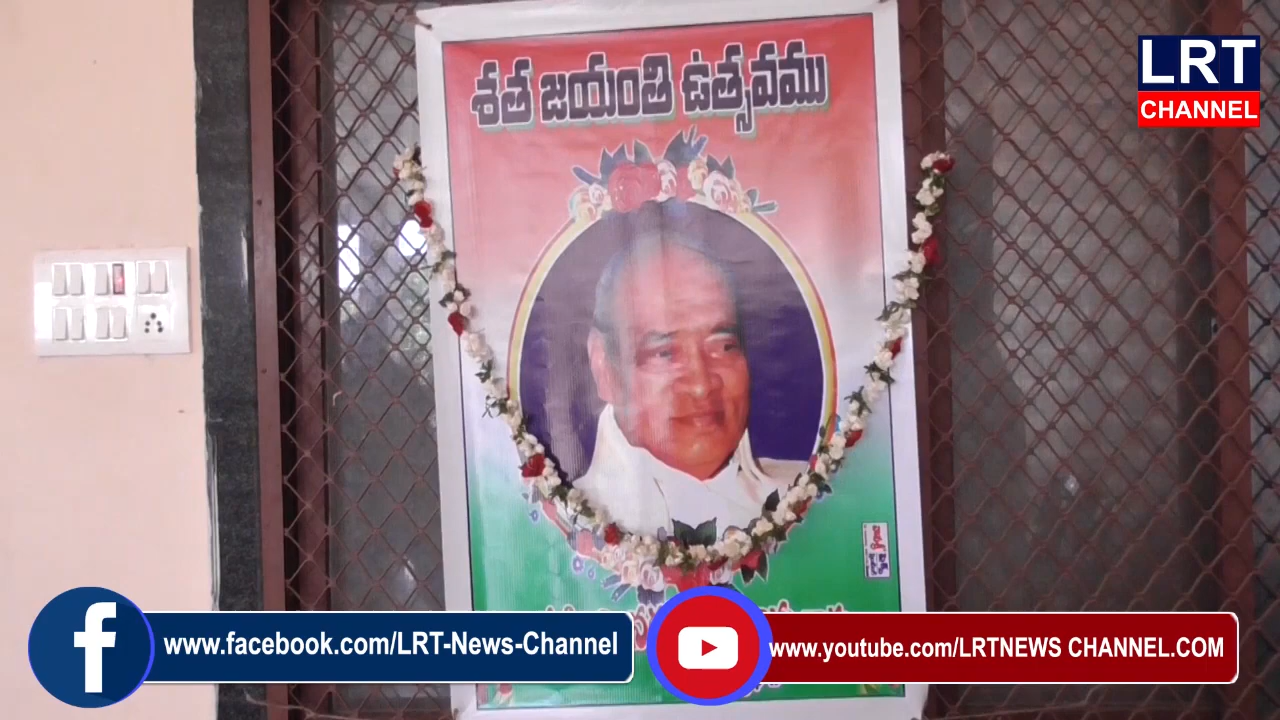 శత జయంతి ఉత్సవము
LRT
CHANNEL
www.facebook.com/LRT-News-Channel
www.youtube.com/LRTNEWS CHANNEL.COM